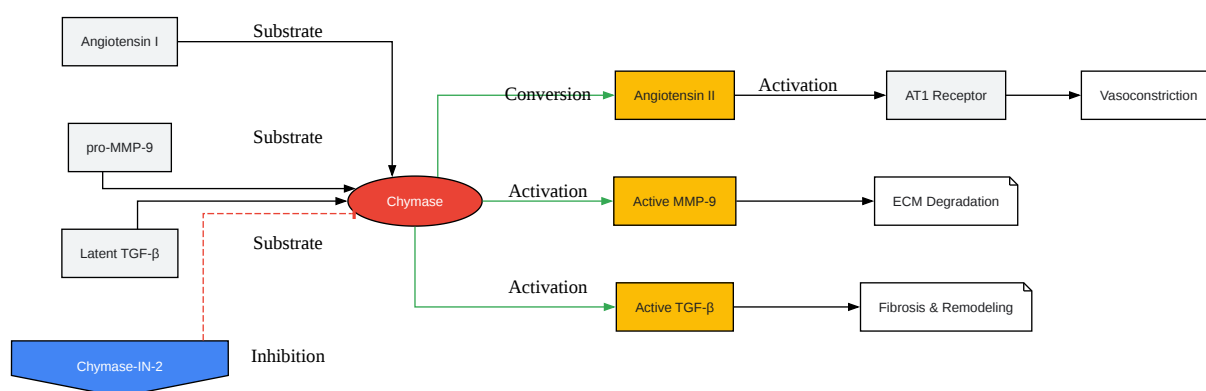 Angiotensin I
Substrate
Conversion
Angiotensin II
Activation
AT1 Receptor
Vasoconstriction
pro-MMP-9
Substrate
Chymase
Activation
Active MMP-9
ECM Degradation
Latent TGF-β
Substrate
Activation
Active TGF-β
Fibrosis & Remodeling
Chymase-IN-2
Inhibition